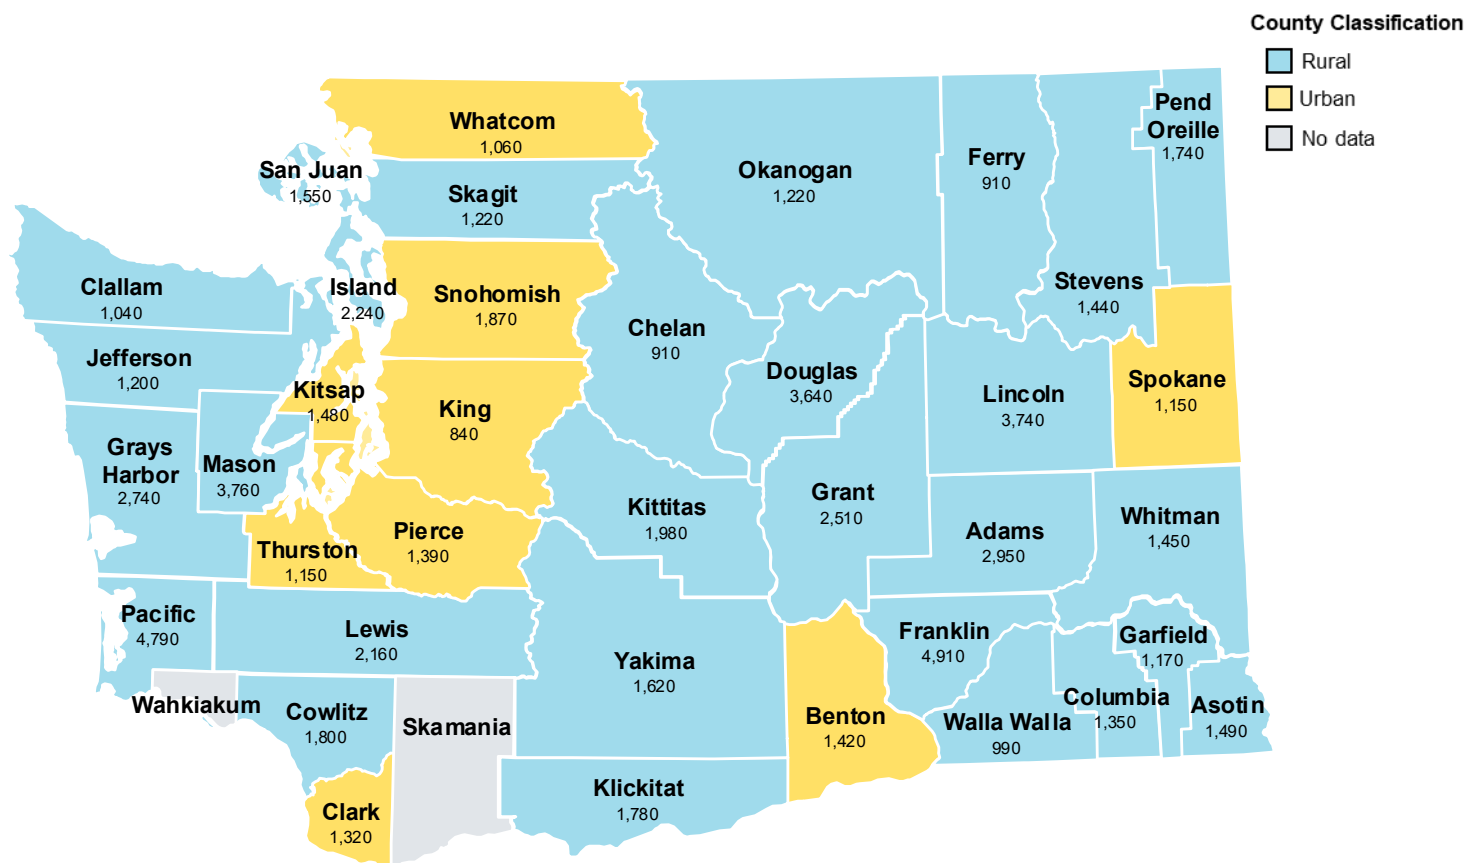 County Classification
Rural
Urban
No data
Whatcom
1,060
San Juan
1,550
Skagit
1,220
Okanogan
1,220
Ferry
910
Pend
Oreille
1,740
Stevens
1,440
Clallam
1,040
Island
2,240
Snohomish
1,870
Chelan
910
Jefferson
1,200
Kitsap
1,480
King
840
Douglas
3,640
Lincoln
3,740
Spokane
1,150
Grays
Harbor
2,740
Mason
3,760
Thurston
1,150
Pierce
1,390
Kittitas
1,980
Grant
2,510
Adams
2,950
Whitman
1,450
Pacific
4,790
Lewis
2,160
Yakima
1,620
Franklin
4,910
Garfield
1,170
Wahkiakum
Cowlitz
1,800
Skamania
Benton
1,420
Walla Walla
990
Columbia
1,350
Asotin
1,490
Clark
1,320
Klickitat
1,780